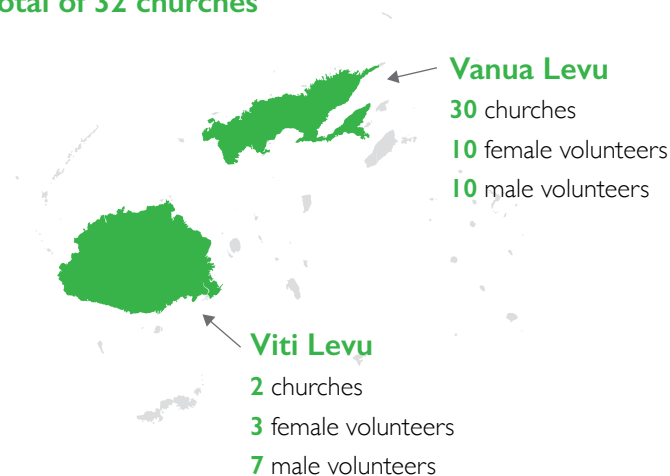 otal of 32 churches
Vanua Levu
30 churches
10 female volunteers
10 male volunteers
Viti Levu
2 churches
3 female volunteers
7 male volunteers